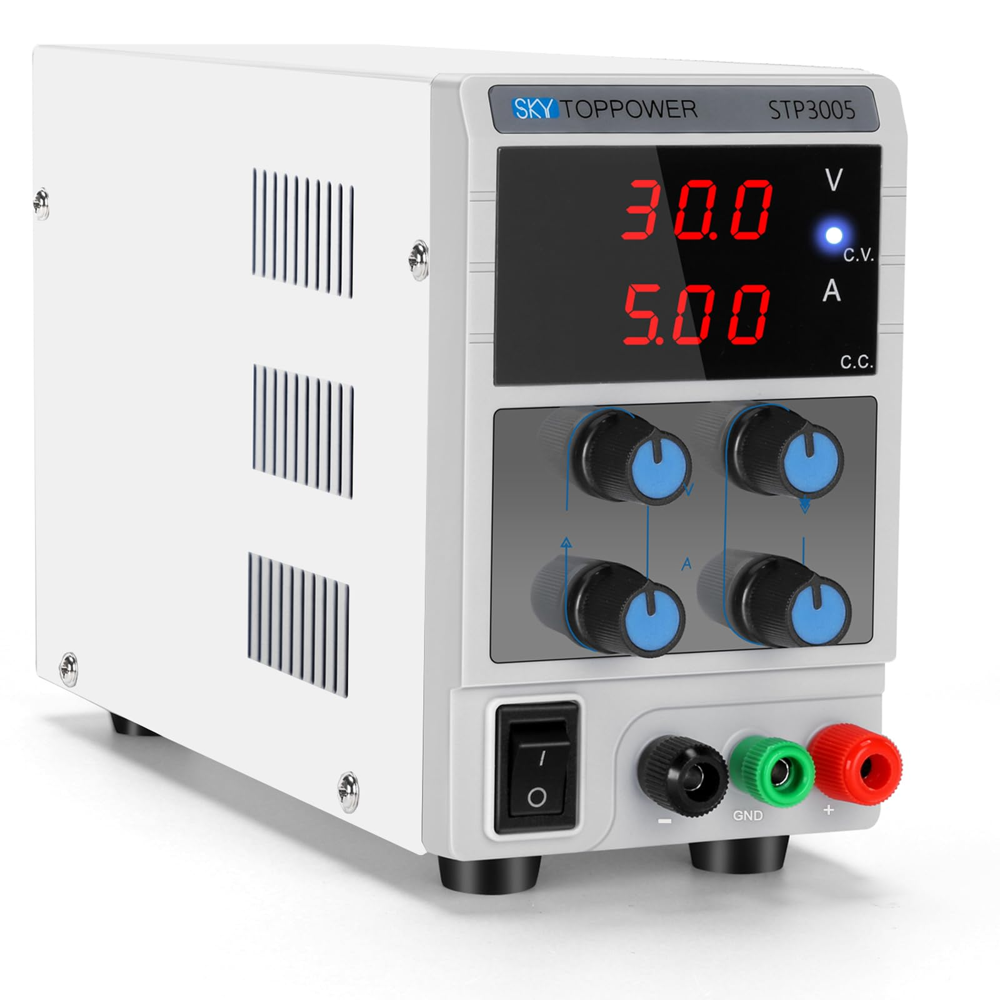 SKY TOPPOWER STP3005
30.0 V
C.V.
5.00 A
C.C.
V
A
I
O
- GND +